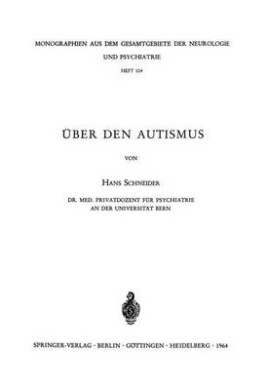 MONOGRAPHIEN AUS DEM GESAMTGEBIETE DER NEUROLOGIE
UND PSYCHIATRIE
HEFT 104
ÜBER DEN AUTISMUS
VON
HANS SCHNEIDER
DR. MED. PRIVATDOZENT FÜR PSYCHIATRIE
AN DER UNIVERSITÄT BERN
SPRINGER-VERLAG · BERLIN · GÖTTINGEN · HEIDELBERG · 1964